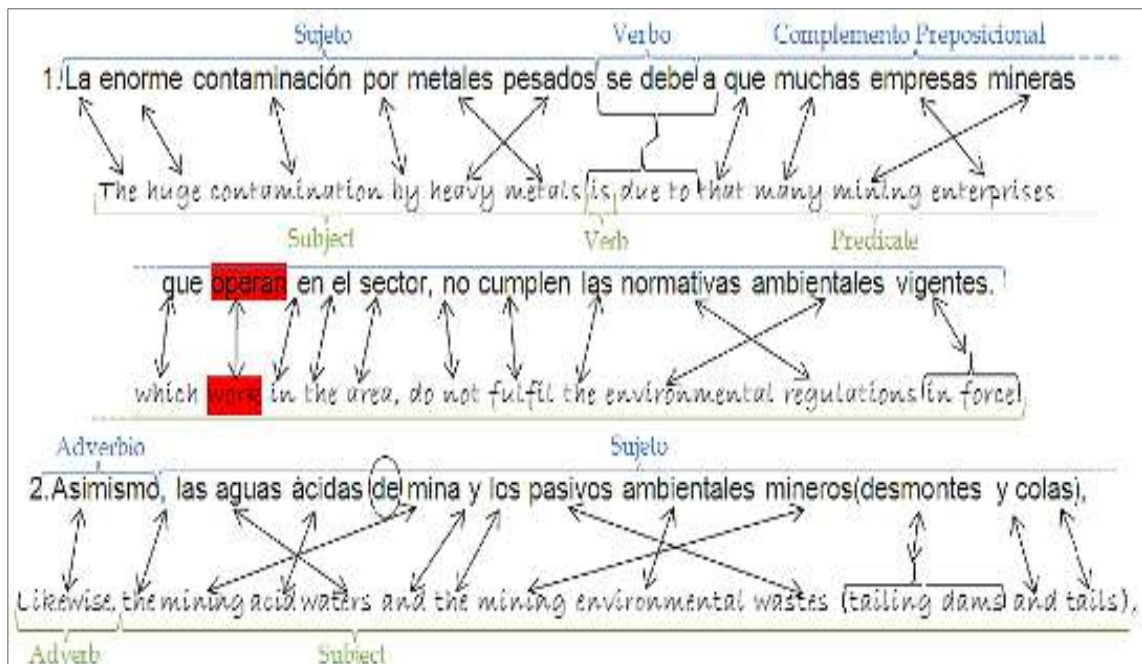 Sujeto Verbo Complemento Preposicional
1. La enorme contaminación por metales pesados se debe a que muchas empresas mineras
The huge contamination by heavy metals is due to that many mining enterprises
Subject Verb Predicate
que operan en el sector, no cumplen las normativas ambientales vigentes.
which work in the area, do not fulfil the environmental regulations in force
Adverbio Sujeto
2. Asimismo, las aguas ácidas de mina y los pasivos ambientales mineros(desmontes y colas),
Likewise, the mining acid waters and the mining environmental wastes (tailing dams and tails),
Adverb Subject